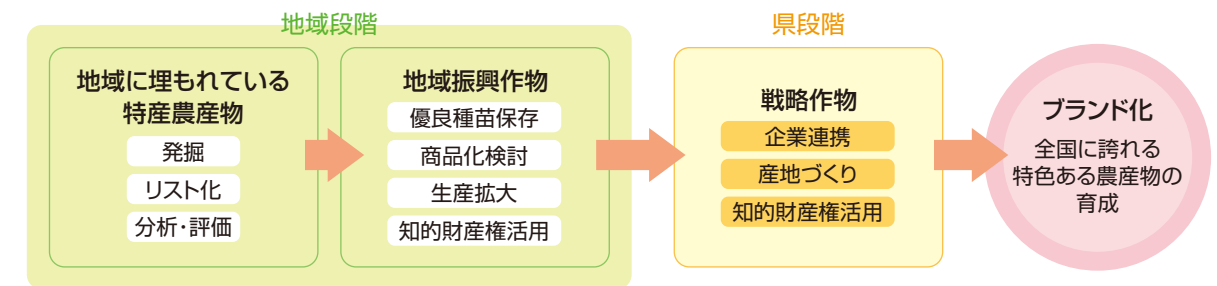 地域段階
地域に埋もれている
特産農産物
発掘
リスト化
分析・評価
地域振興作物
優良種苗保存
商品化検討
生産拡大
知的財産権活用
県段階
戦略作物
企業連携
産地づくり
知的財産権活用
ブランド化
全国に誇れる
特色ある農産物の
育成